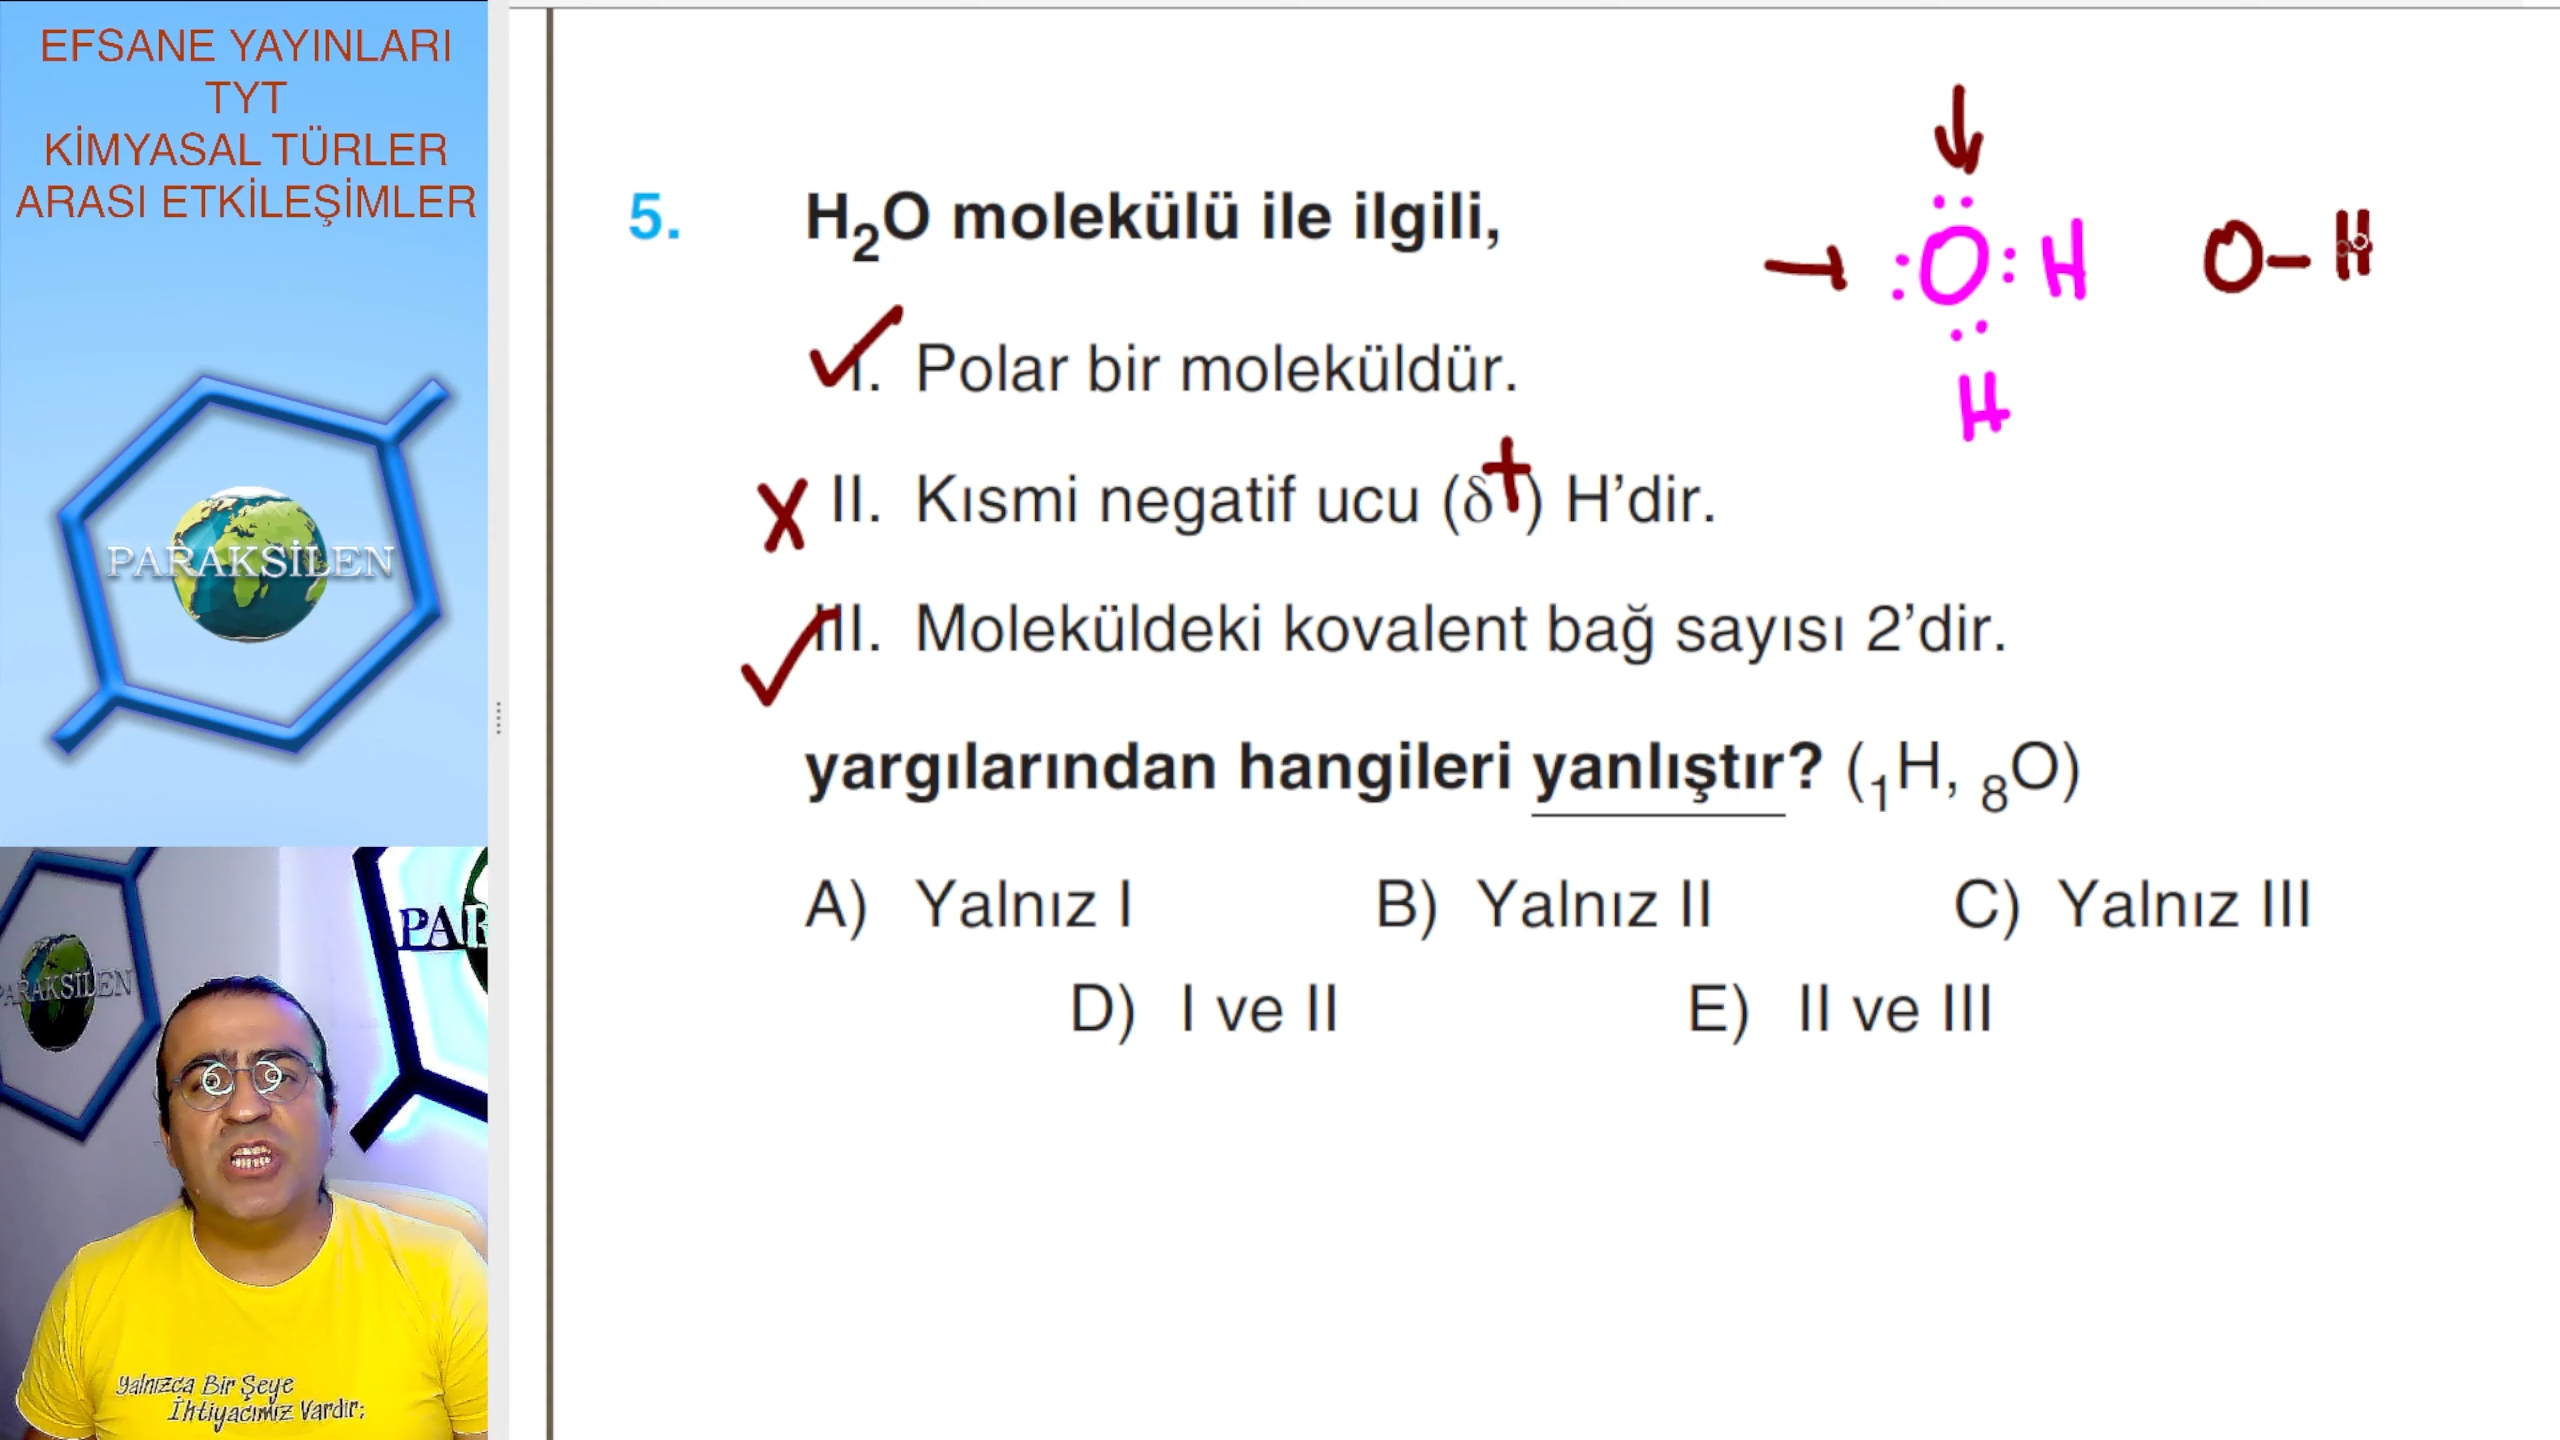 EFSANE YAYINLARI
TYT
KİMYASAL TÜRLER
ARASI ETKİLEŞİMLER
PARAKSİLEN
PARAKSİLEN
PAR
Yalnızca Bir Şeye
İhtiyacımız Vardır;
5. H₂O molekülü ile ilgili,
I. Polar bir moleküldür.
II. Kısmi negatif ucu (δ+) H’dir.
III. Moleküldeki kovalent bağ sayısı 2’dir.
yargılarından hangileri yanlıştır? (₁H, ₈O)
A) Yalnız I B) Yalnız II C) Yalnız III
D) I ve II E) II ve III
:O:H
H
O–H